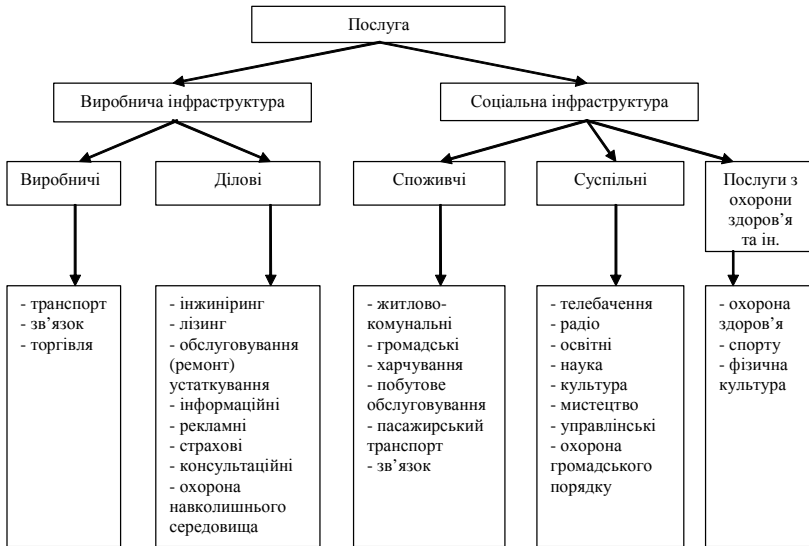 Послуга
Виробнича інфраструктура
Соціальна інфраструктура
Виробничі
Ділові
Споживчі
Суспільні
Послуги з
охорони
здоров'я
та ін.
- транспорт
- зв'язок
- торгівля
- інжиніринг
- лізинг
- обслуговування
(ремонт)
устаткування
- інформаційні
- рекламні
- страхові
- консультаційні
- охорона
навколишнього
середовища
- житлово-
комунальні
- громадські
- харчування
- побутове
обслуговування
- пасажирський
транспорт
- зв'язок
- телебачення
- радіо
- освітні
- наука
- культура
- мистецтво
- управлінські
- охорона
громадського
порядку
- охорона
здоров'я
- спорту
- фізична
культура